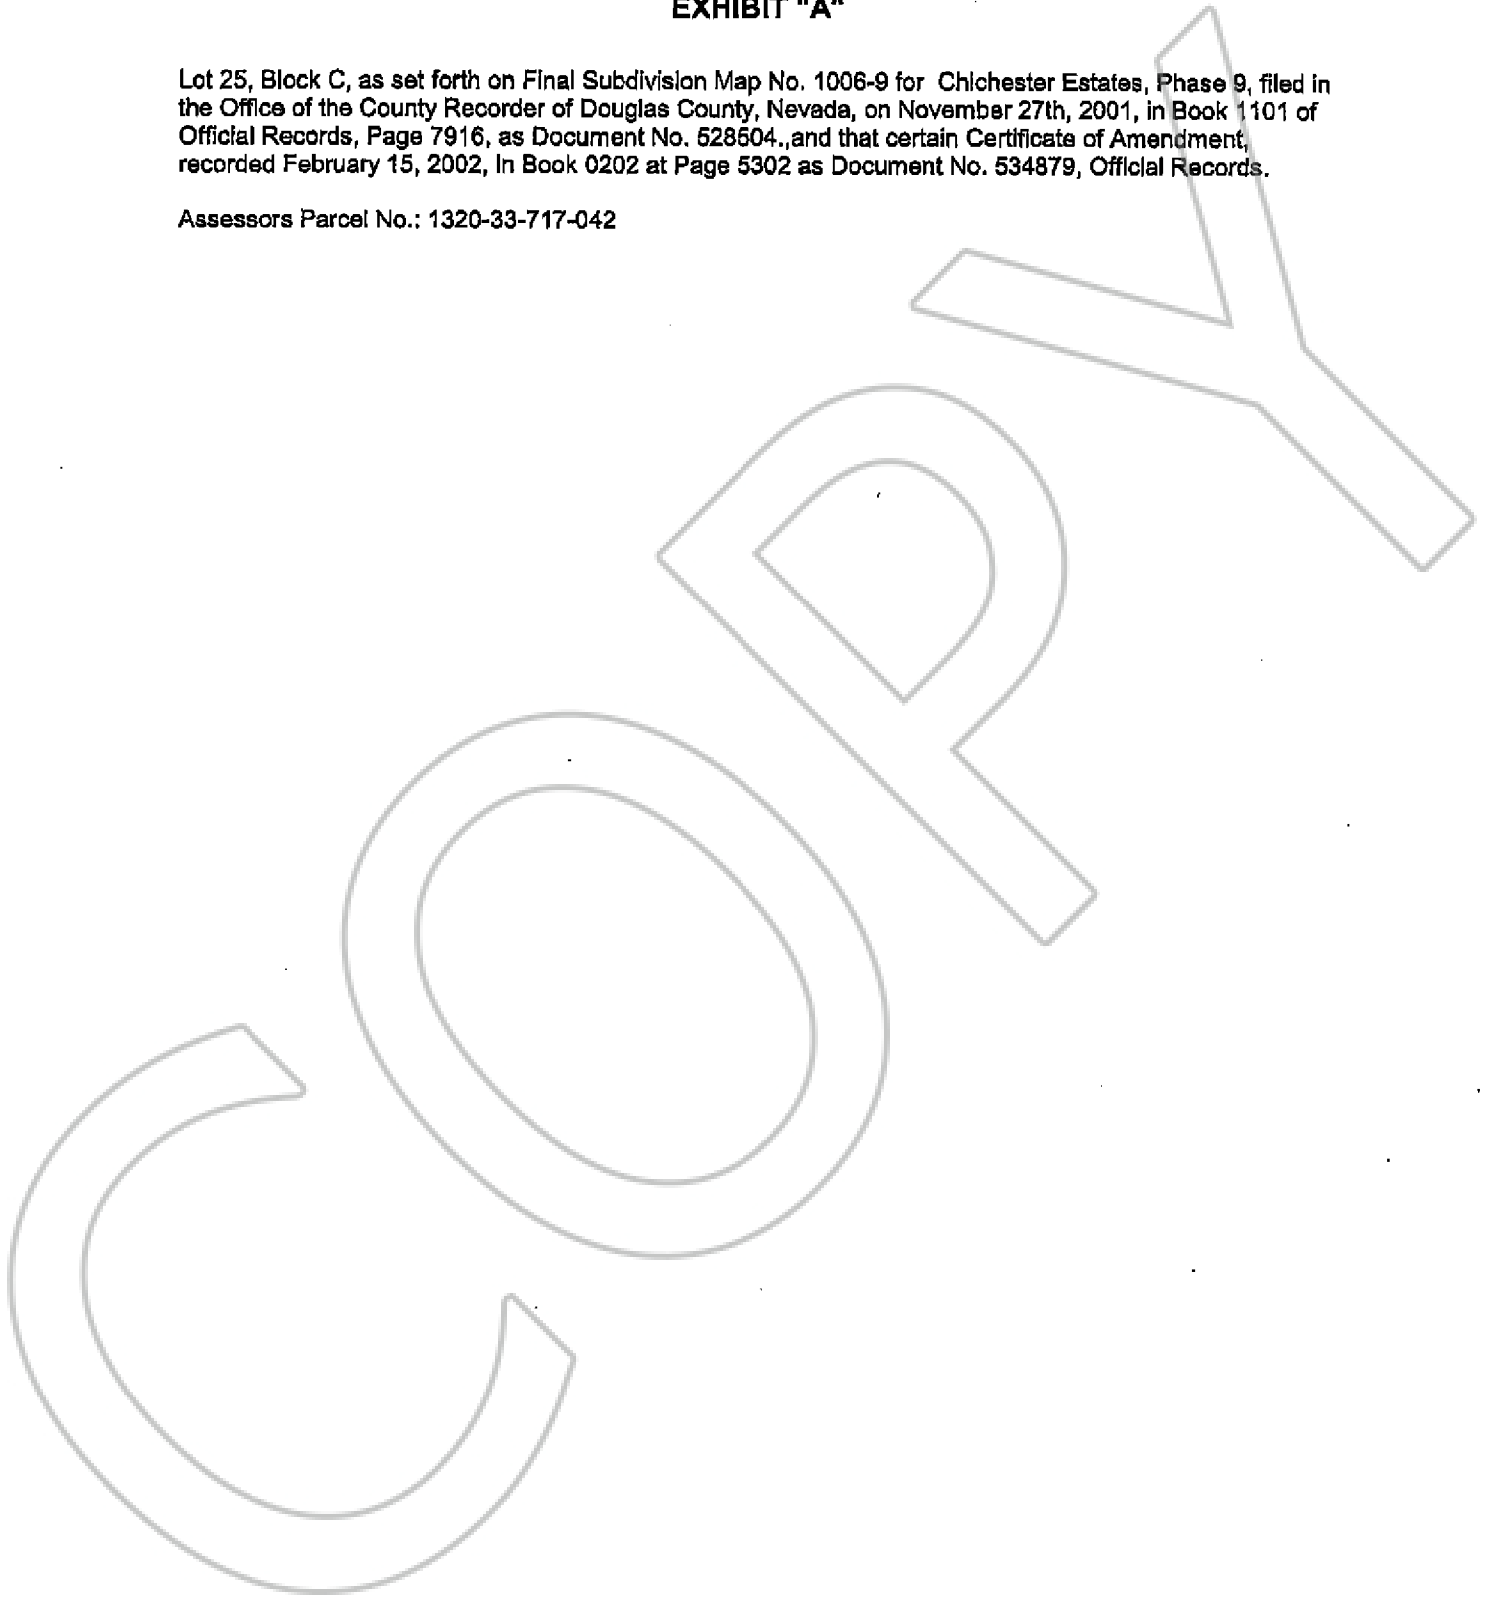 EXHIBIT "A"
Lot 25, Block C, as set forth on Final Subdivision Map No. 1006-9 for Chichester Estates, Phase 9, filed in
the Office of the County Recorder of Douglas County, Nevada, on November 27th, 2001, in Book 1101 of
Official Records, Page 7916, as Document No. 528504.,and that certain Certificate of Amendment,
recorded February 15, 2002, in Book 0202 at Page 5302 as Document No. 534879, Official Records.
Assessors Parcel No.: 1320-33-717-042
COPY